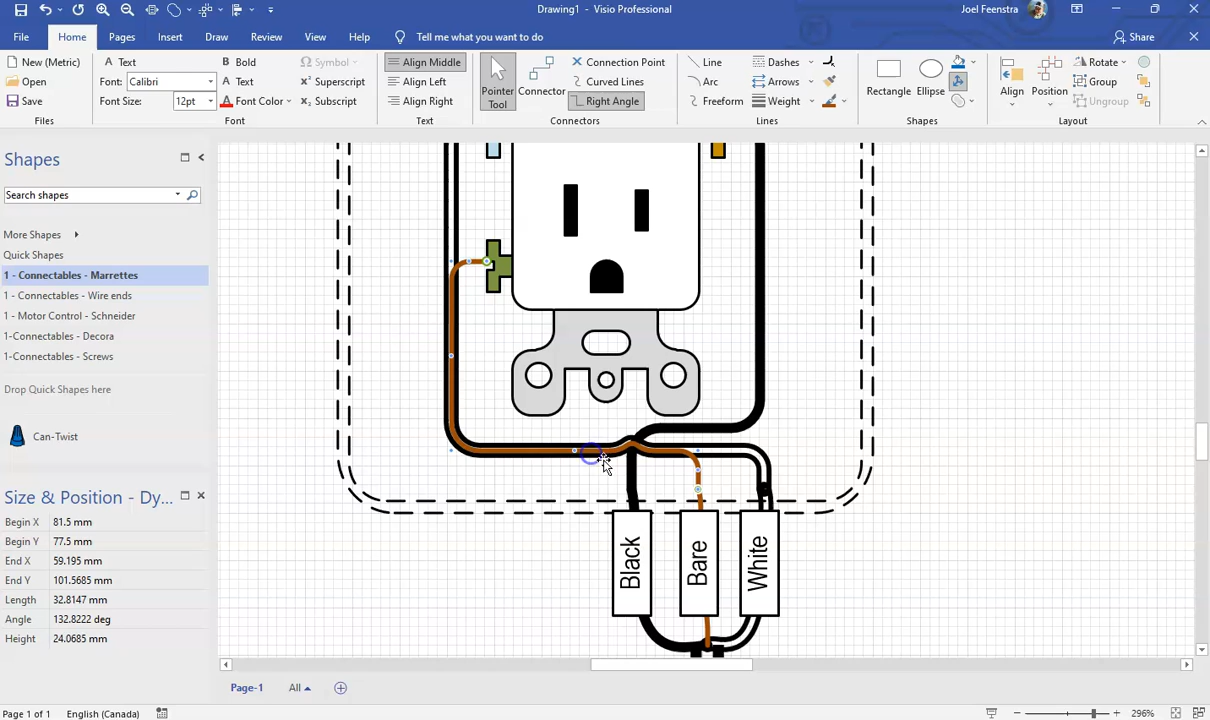 Drawing1 - Visio Professional
Joel Feenstra
File Home Pages Insert Draw Review View Help Tell me what you want to do Share
New (Metric) Text Bold Symbol Align Middle Connection Point Line Dashes Rotate
Open Font: Calibri Text Superscript Align Left Pointer Tool Connector Curved Lines Arc Arrows Rectangle Ellipse Align Position Group
Save Font Size: 12pt Font Color Subscript Align Right Right Angle Freeform Weight Ungroup
Files Font Text Connectors Lines Shapes Layout
Shapes
Search shapes
More Shapes
Quick Shapes
1 - Connectables - Marrettes
1 - Connectables - Wire ends
1 - Motor Control - Schneider
1-Connectables - Decora
1-Connectables - Screws
Drop Quick Shapes here
Can-Twist
Size & Position - Dy...
Begin X 81.5 mm
Begin Y 77.5 mm
End X 59.195 mm
End Y 101.5685 mm
Length 32.8147 mm
Angle 132.8222 deg
Height 24.0685 mm
Black
Bare
White
Page-1 All
Page 1 of 1 English (Canada) 296%